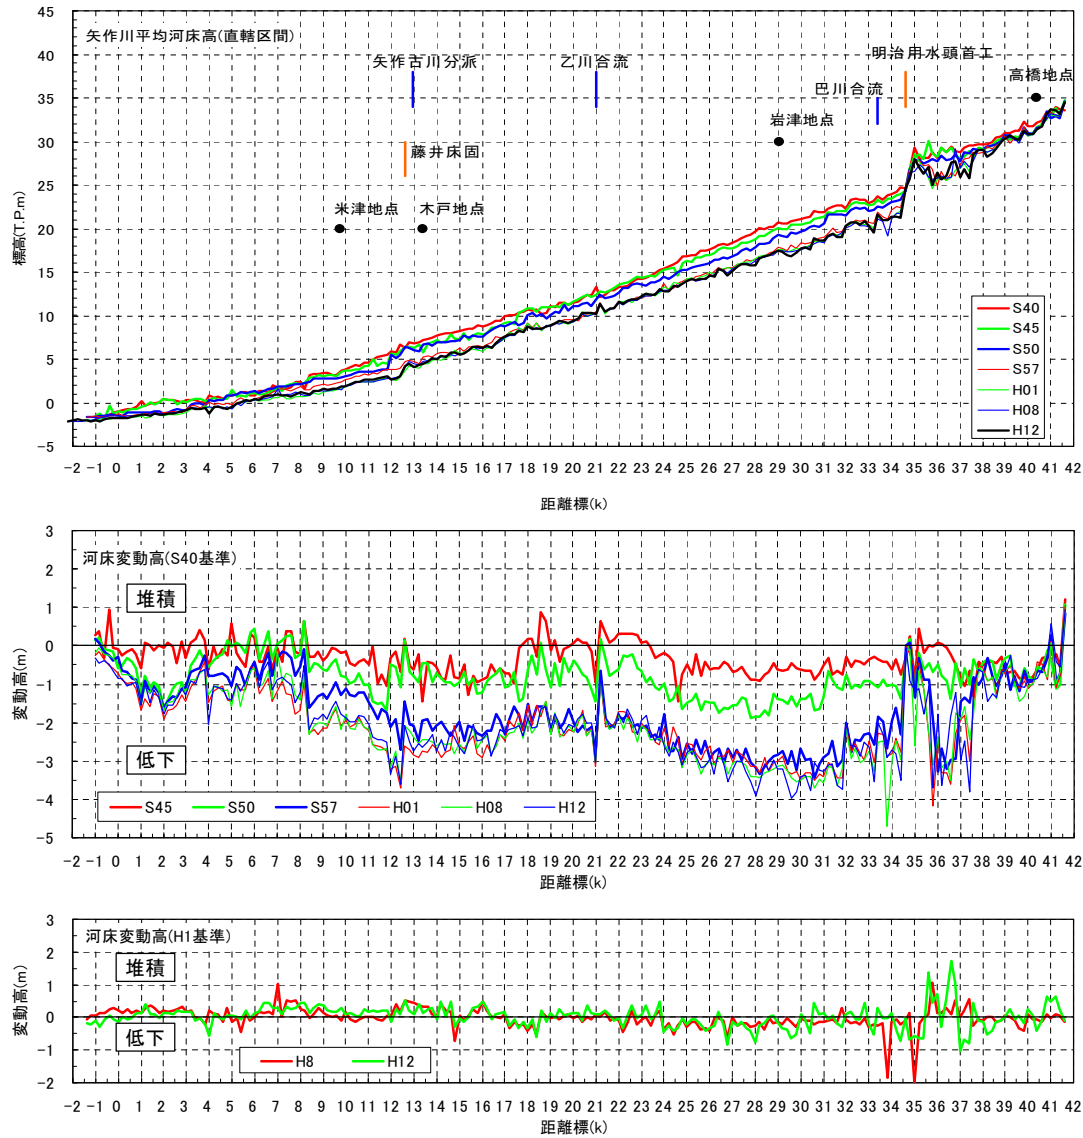 45
40
35
30
25
20
15
10
5
0
-5
標高(T.P.m)
矢作川平均河床高(直轄区間)
矢作古川分派
乙川合流
明治用水頭首工
巴川合流
高橋地点
岩津地点
藤井床固
米津地点
木戸地点
S40
S45
S50
S57
H01
H08
H12
-2 -1 0 1 2 3 4 5 6 7 8 9 10 11 12 13 14 15 16 17 18 19 20 21 22 23 24 25 26 27 28 29 30 31 32 33 34 35 36 37 38 39 40 41 42
距離標(k)
3
2
1
0
-1
-2
-3
-4
-5
変動高(m)
河床変動高(S40基準)
堆積
低下
S45 S50 S57 H01 H08 H12
-2 -1 0 1 2 3 4 5 6 7 8 9 10 11 12 13 14 15 16 17 18 19 20 21 22 23 24 25 26 27 28 29 30 31 32 33 34 35 36 37 38 39 40 41 42
距離標(k)
3
2
1
0
-1
-2
変動高(m)
河床変動高(H1基準)
堆積
低下
H8 H12
-2 -1 0 1 2 3 4 5 6 7 8 9 10 11 12 13 14 15 16 17 18 19 20 21 22 23 24 25 26 27 28 29 30 31 32 33 34 35 36 37 38 39 40 41 42
距離標(k)